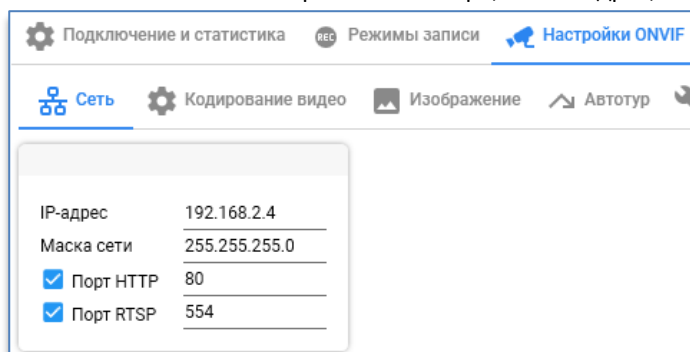 Подключение и статистика REC Режимы записи Настройки ONVIF
Сеть Кодирование видео Изображение Автотур
IP-адрес 192.168.2.4
Маска сети 255.255.255.0
Порт HTTP 80
Порт RTSP 554